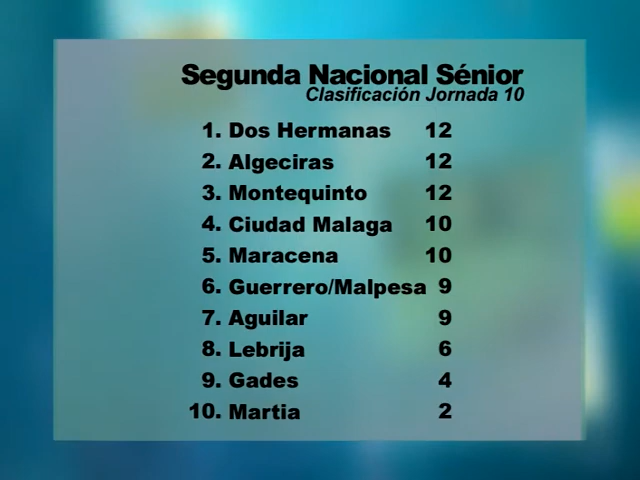 Segunda Nacional Sénior
Clasificación Jornada 10
1. Dos Hermanas 12
2. Algeciras 12
3. Montequinto 12
4. Ciudad Malaga 10
5. Maracena 10
6. Guerrero/Malpesa 9
7. Aguilar 9
8. Lebrija 6
9. Gades 4
10. Martia 2